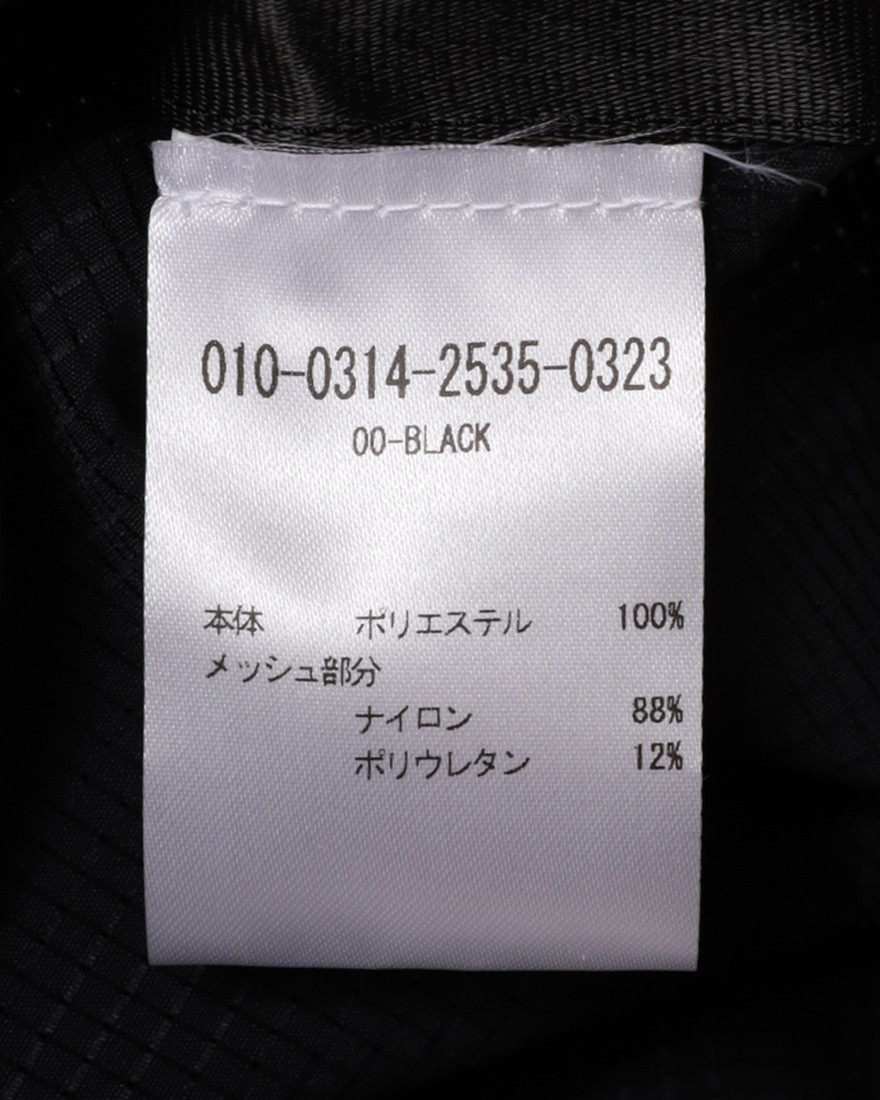 010-0314-2535-0323
00-BLACK
本体 ポリエステル 100%
メッシュ部分
ナイロン 88%
ポリウレタン 12%